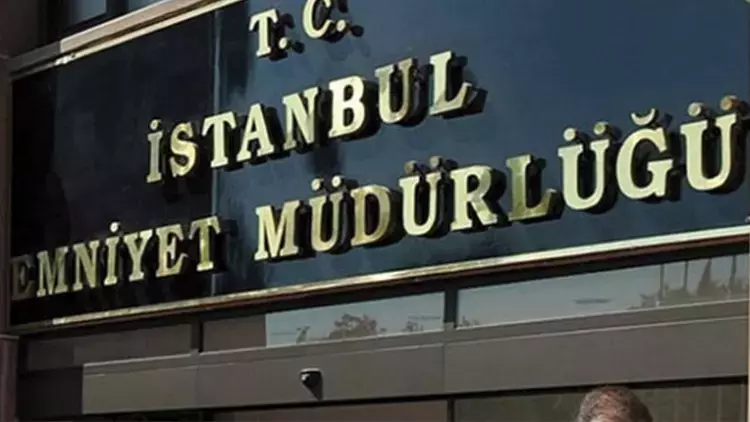 T. C.
İSTANBUL
EMNİYET MÜDÜRLÜĞÜ